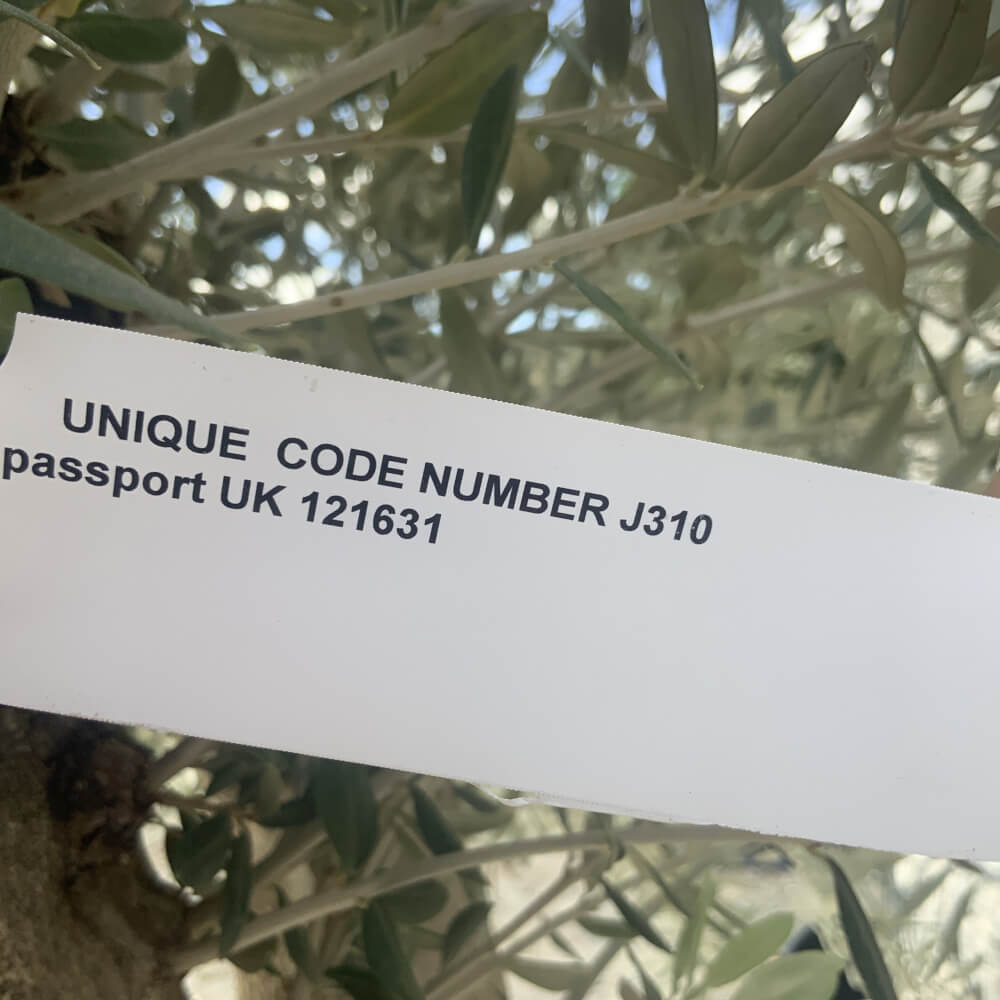 UNIQUE CODE NUMBER J310
passport UK 121631